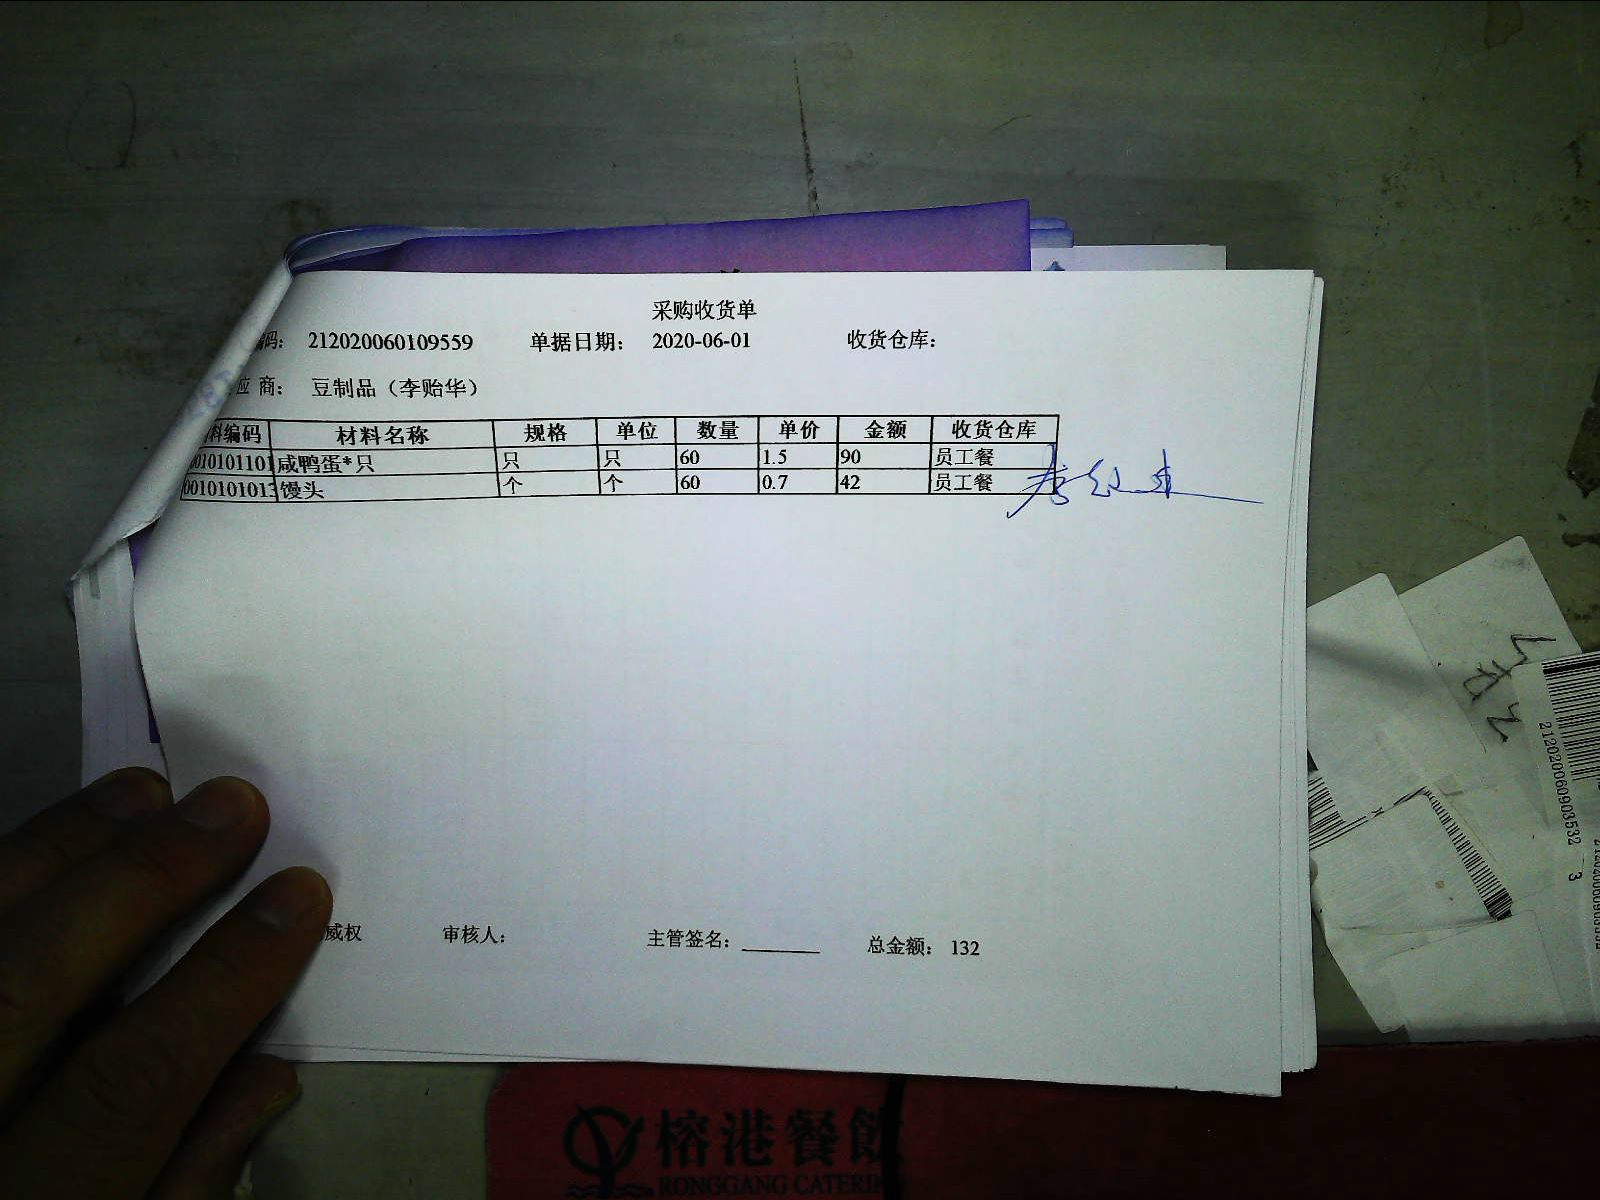 采购收货单
编码： 212020060109559 单据日期： 2020-06-01 收货仓库：
应 商： 豆制品（李贻华）
料编码 材料名称 规格 单位 数量 单价 金额 收货仓库
0010101101 咸鸭蛋*只 只 只 60 1.5 90 员工餐
0010101013 馒头 个 个 60 0.7 42 员工餐
威权 审核人： 主管签名： 总金额： 132
212020060903532 3
榕港餐飲
RONGGANG CATERIN